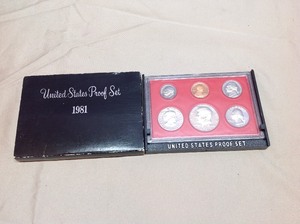 United States Proof Set
1981
UNITED STATES PROOF SET